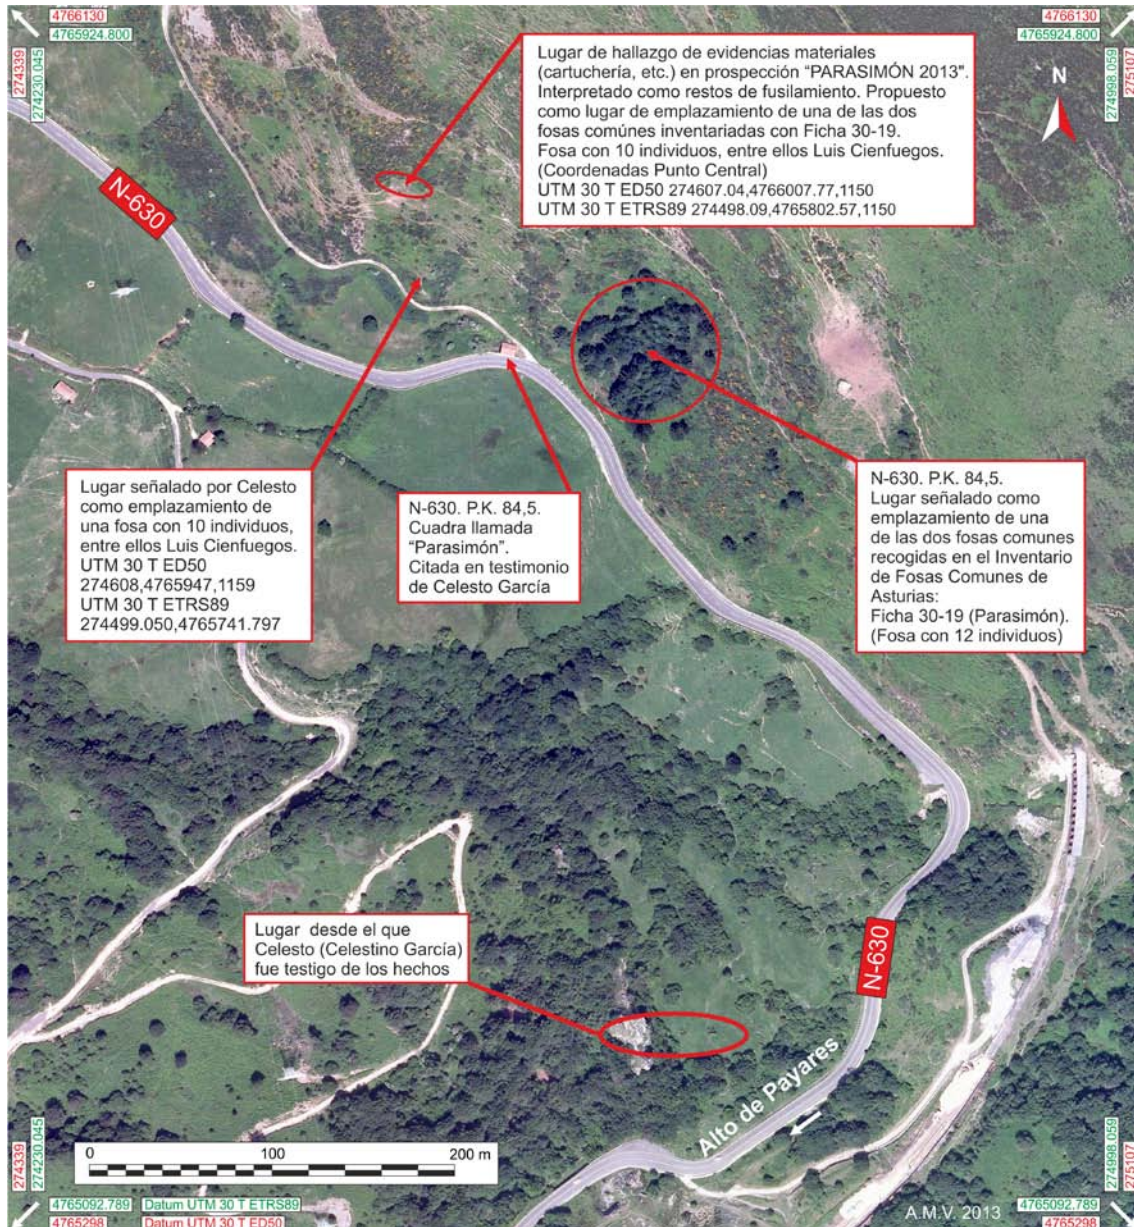 4766130
4765924.800
274339
274230.045
4766130
4765924.800
274998.059
275107
N
Lugar de hallazgo de evidencias materiales
(cartuchería, etc.) en prospección “PARASIMÓN 2013".
Interpretado como restos de fusilamiento. Propuesto
como lugar de emplazamiento de una de las dos
fosas comúnes inventariadas con Ficha 30-19.
Fosa con 10 individuos, entre ellos Luis Cienfuegos.
(Coordenadas Punto Central)
UTM 30 T ED50 274607.04,4766007.77,1150
UTM 30 T ETRS89 274498.09,4765802.57,1150
N-630
Lugar señalado por Celesto
como emplazamiento de
una fosa con 10 individuos,
entre ellos Luis Cienfuegos.
UTM 30 T ED50
274608,4765947,1159
UTM 30 T ETRS89
274499.050,4765741.797
N-630. P.K. 84,5.
Cuadra llamada
“Parasimón”.
Citada en testimonio
de Celesto García
N-630. P.K. 84,5.
Lugar señalado como
emplazamiento de una
de las dos fosas comunes
recogidas en el Inventario
de Fosas Comunes de
Asturias:
Ficha 30-19 (Parasimón).
(Fosa con 12 individuos)
Lugar desde el que
Celesto (Celestino García)
fue testigo de los hechos
N-630
Alto de Payares
0 100 200 m
274339
274230.045
4765092.789 Datum UTM 30 T ETRS89
4765298 Datum UTM 30 T ED50
274998.059
275107
4765092.789
4765298
A.M.V. 2013